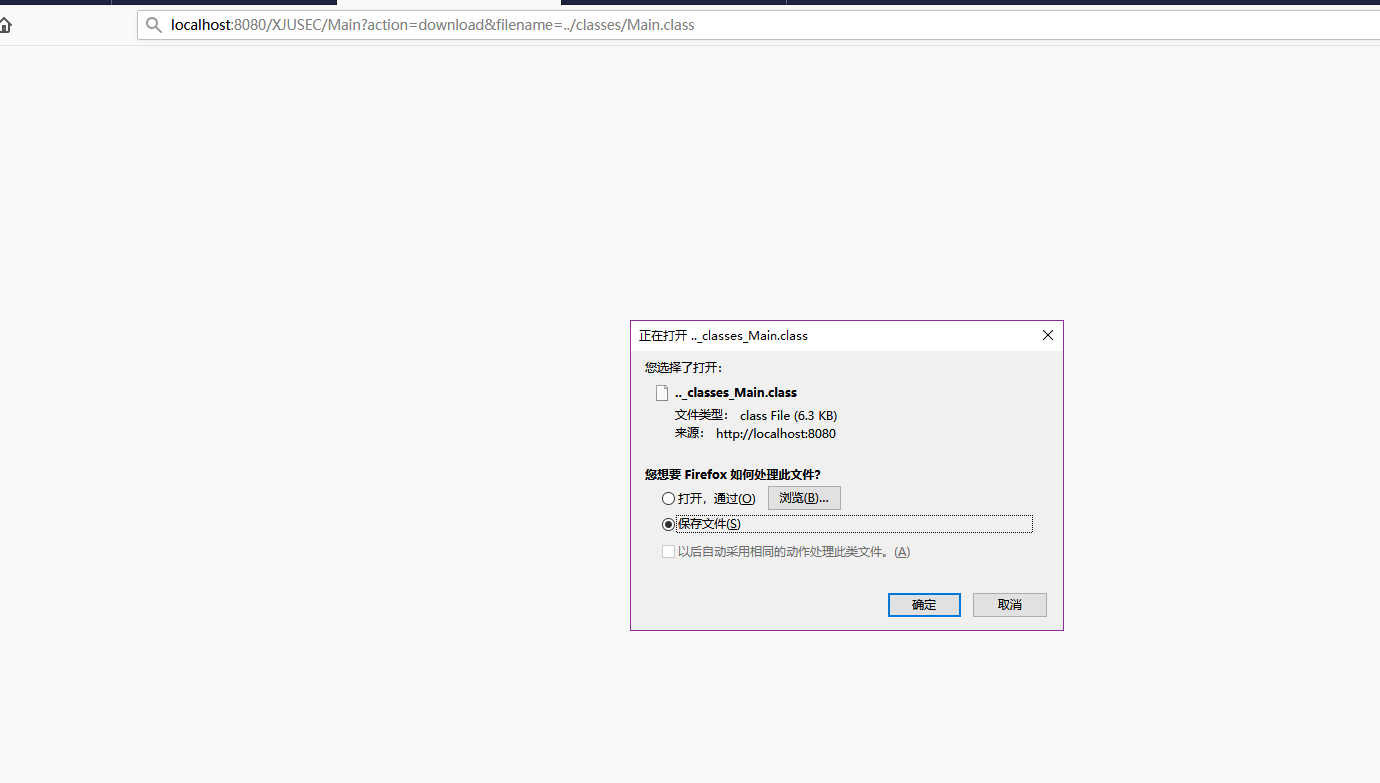 localhost:8080/XJUSEC/Main?action=download&filename=../classes/Main.class
正在打开 .._classes_Main.class
您选择了打开：
.._classes_Main.class
文件类型： class File (6.3 KB)
来源： http://localhost:8080
您想要 Firefox 如何处理此文件？
打开，通过(O) 浏览(B)...
保存文件(S)
以后自动采用相同的动作处理此类文件。(A)
确定 取消